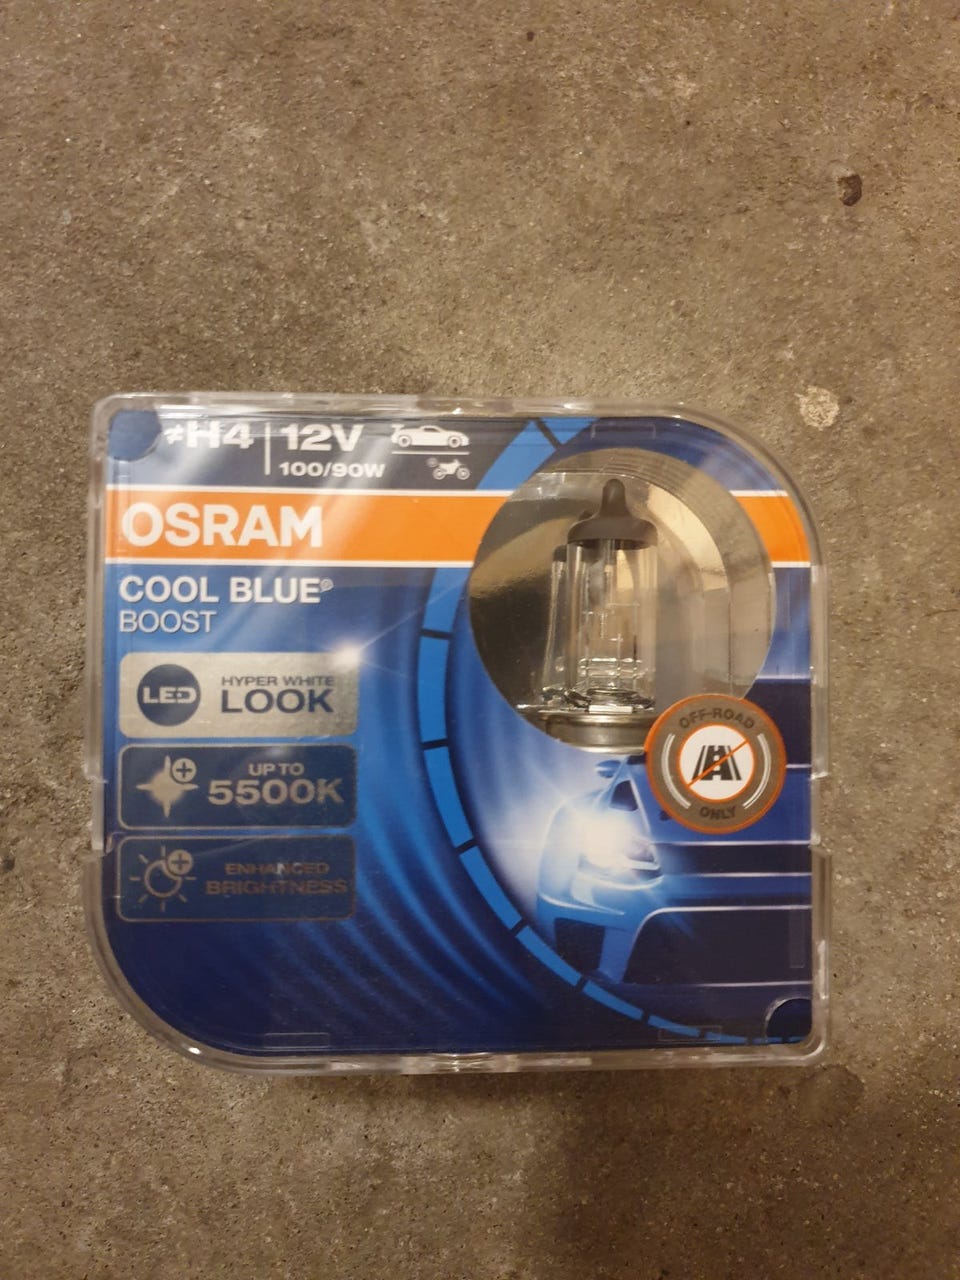 ≠H4 12V
100/90W
OSRAM
COOL BLUE®
BOOST
LED HYPER WHITE
LOOK
UP TO
5500K
ENHANCED
BRIGHTNESS
OFF-ROAD
ONLY